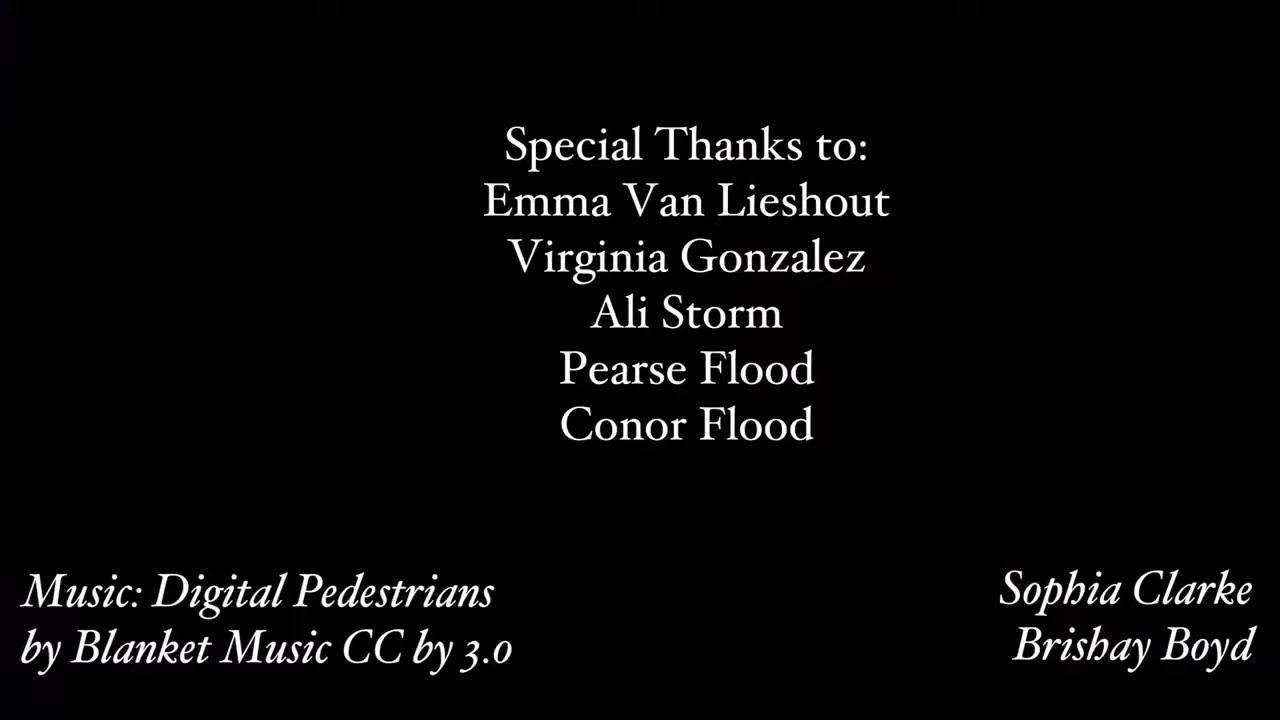 Special Thanks to:
Emma Van Lieshout
Virginia Gonzalez
Ali Storm
Pearse Flood
Conor Flood
Music: Digital Pedestrians
by Blanket Music CC by 3.0
Sophia Clarke
Brishay Boyd